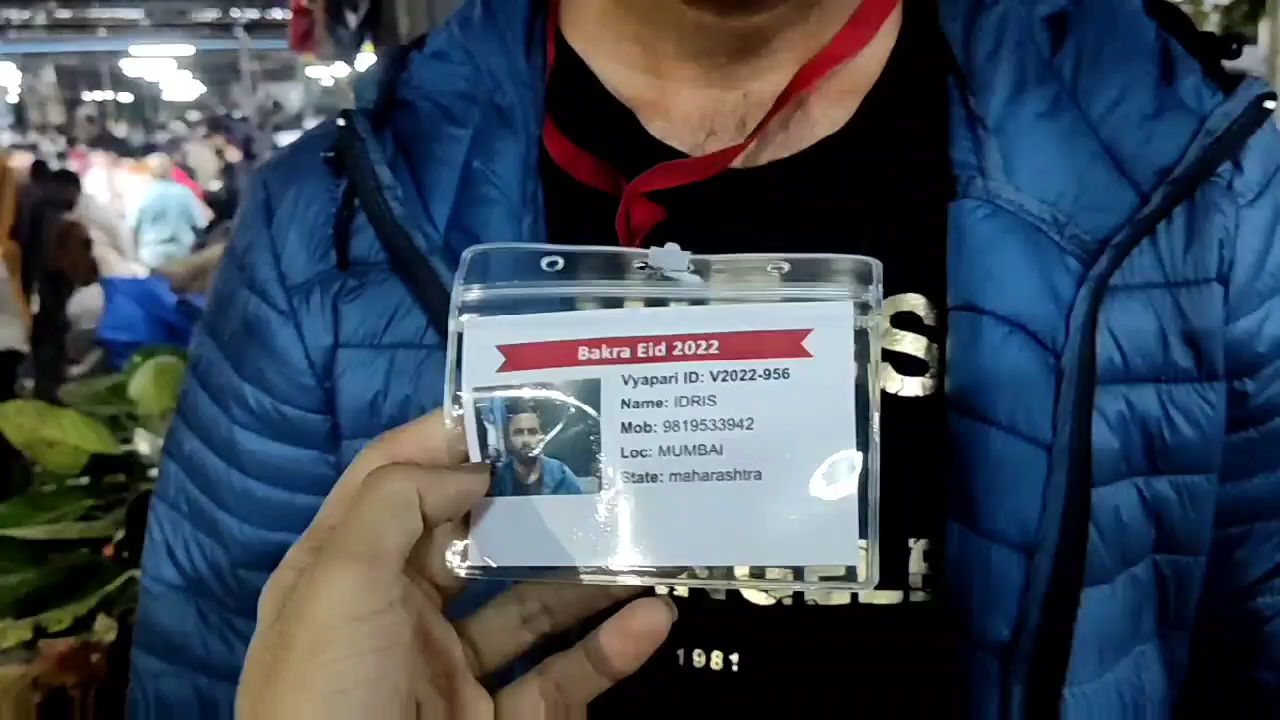 Bakra Eid 2022
Vyapari ID: V2022-956
Name: IDRIS
Mob: 9819533942
Loc: MUMBAI
State: maharashtra
S
1981